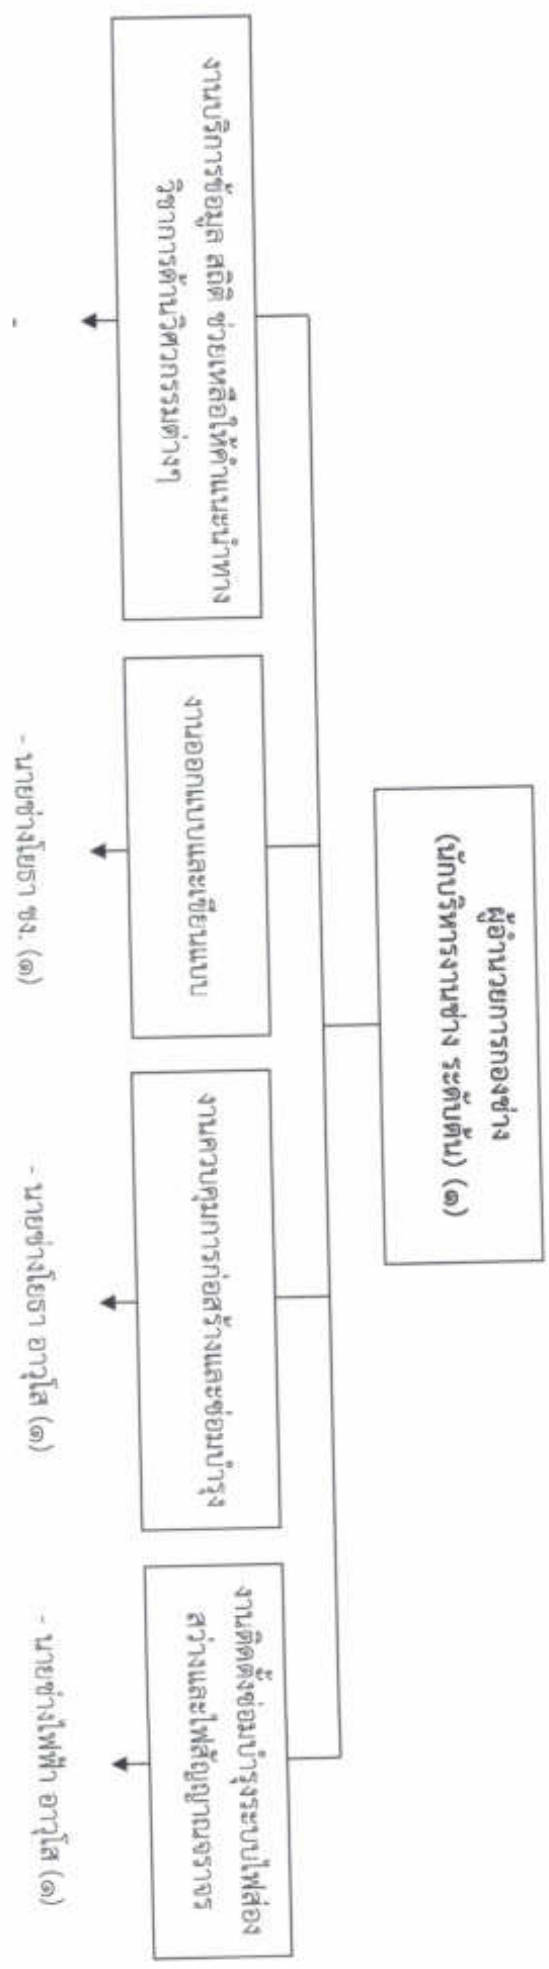 ผู้อำนวยการกองช่าง
(นักบริหารงานช่าง ระดับต้น) (๑)
งานบริการข้อมูล สถิติ ช่วยเหลือให้คำแนะนำทาง
วิชาการด้านวิศวกรรมต่างๆ
งานออกแบบและเขียนแบบ
งานควบคุมการก่อสร้างและซ่อมบำรุง
งานติดตั้งซ่อมบำรุงระบบไฟส่อง
สว่างและไฟสัญญาณจราจร
-
- นายช่างโยธา ชง. (๑)
- นายช่างโยธา อาวุโส (๑)
- นายช่างไฟฟ้า อาวุโส (๑)